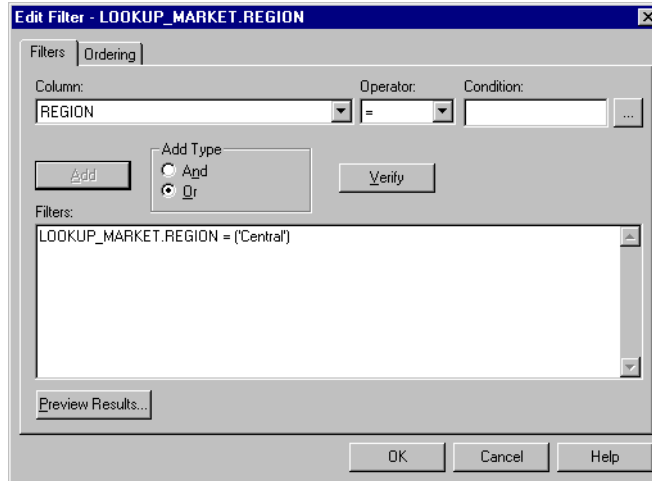 Edit Filter - LOOKUP_MARKET.REGION
Filters Ordering
Column: Operator: Condition:
REGION = ...
Add Type
Add And Verify
Or
Filters:
LOOKUP_MARKET.REGION = ('Central')
Preview Results...
OK Cancel Help